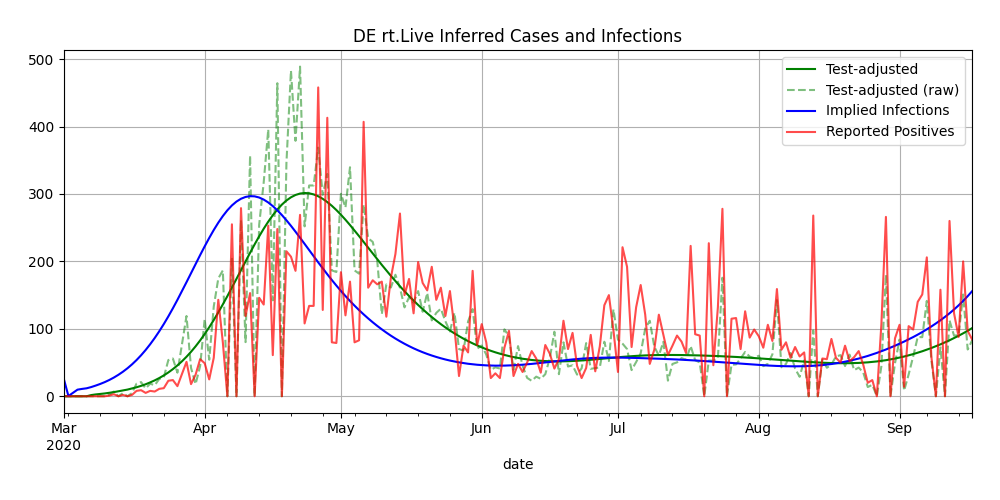 DE rt.Live Inferred Cases and Infections
500
400
300
200
100
0
Test-adjusted
Test-adjusted (raw)
Implied Infections
Reported Positives
Mar Apr May Jun Jul Aug Sep
2020
date